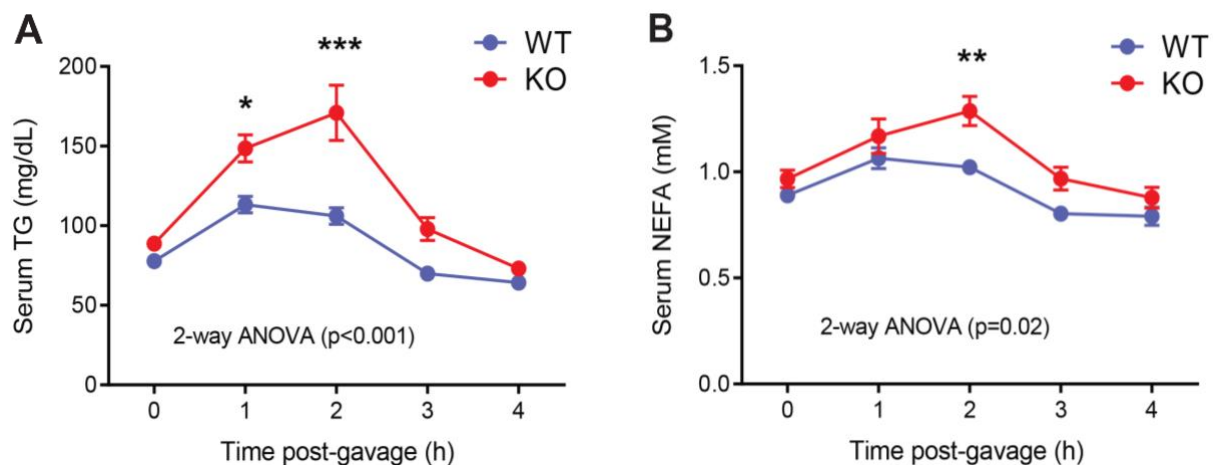 A
WT
KO
***
*
200
150
100
50
0
Serum TG (mg/dL)
2-way ANOVA (p<0.001)
0 1 2 3 4
Time post-gavage (h)
B
WT
KO
**
1.5
1.0
0.5
0.0
Serum NEFA (mM)
2-way ANOVA (p=0.02)
0 1 2 3 4
Time post-gavage (h)